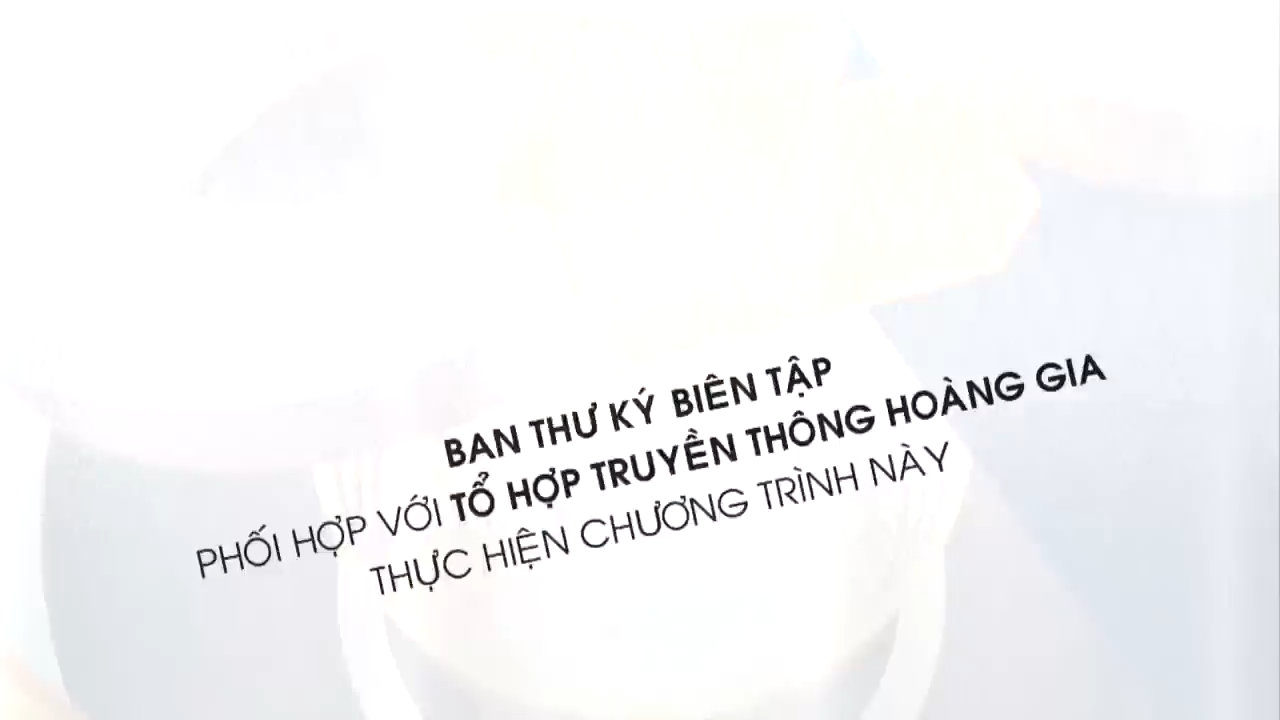 BAN THƯ KÝ BIÊN TẬP
PHỐI HỢP VỚI TỔ HỢP TRUYỀN THÔNG HOÀNG GIA
THỰC HIỆN CHƯƠNG TRÌNH NÀY